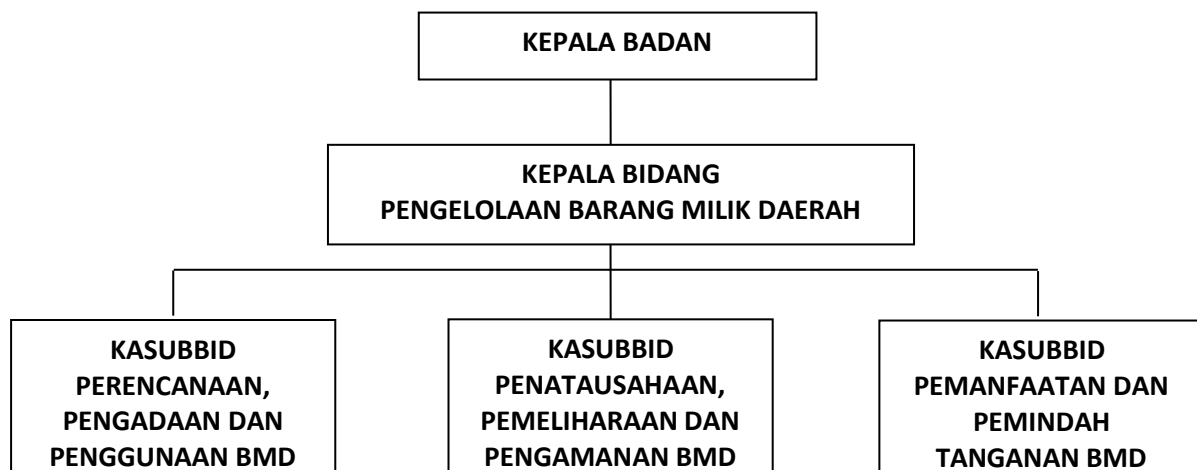 KEPALA BADAN
KEPALA BIDANG
PENGELOLAAN BARANG MILIK DAERAH
KASUBBID
PERENCANAAN,
PENGADAAN DAN
PENGGUNAAN BMD
KASUBBID
PENATAUSAHAAN,
PEMELIHARAAN DAN
PENGAMANAN BMD
KASUBBID
PEMANFAATAN DAN
PEMINDAH
TANGANAN BMD